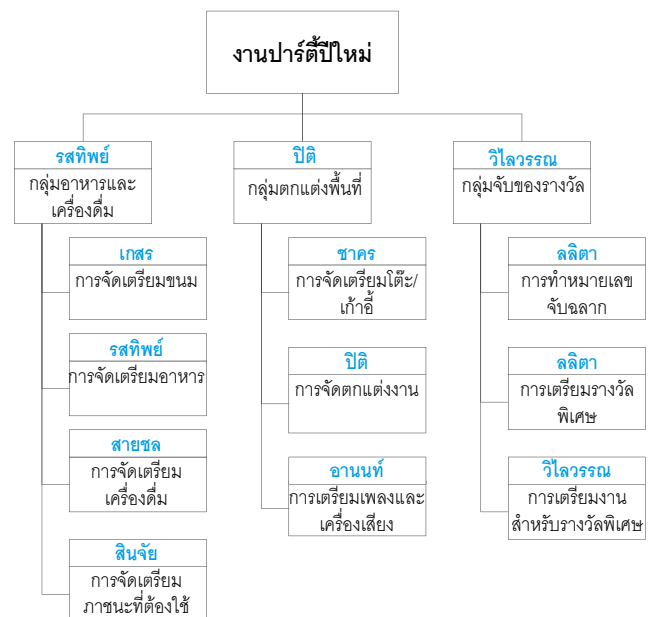 งานปาร์ตี้ปีใหม่
รสทิพย์
กลุ่มอาหารและ
เครื่องดื่ม
เกสร
การจัดเตรียมขนม
รสทิพย์
การจัดเตรียมอาหาร
สายชล
การจัดเตรียม
เครื่องดื่ม
สินจัย
การจัดเตรียม
ภาชนะที่ต้องใช้
ปิติ
กลุ่มตกแต่งพื้นที่
ชาคร
การจัดเตรียมโต๊ะ/
เก้าอี้
ปิติ
การจัดตกแต่งงาน
อานนท์
การเตรียมเพลงและ
เครื่องเสียง
วิไลวรรณ
กลุ่มจับของรางวัล
ลลิตา
การทำหมายเลข
จับฉลาก
ลลิตา
การเตรียมรางวัล
พิเศษ
วิไลวรรณ
การเตรียมงาน
สำหรับรางวัลพิเศษ